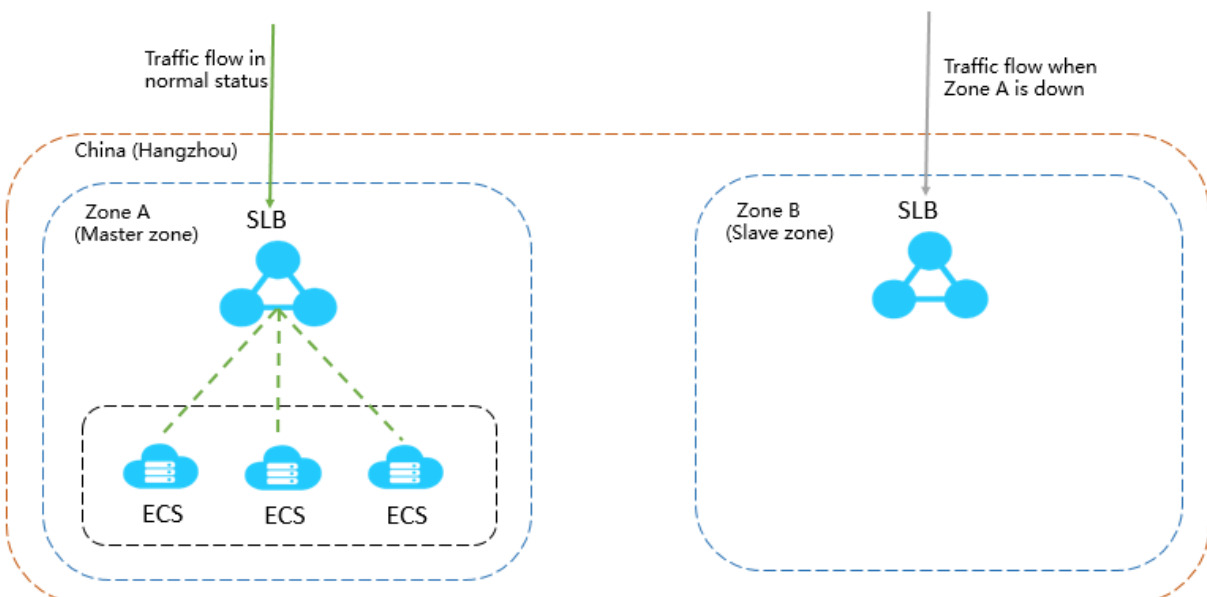 Traffic flow in
normal status
Traffic flow when
Zone A is down
China (Hangzhou)
Zone A
(Master zone)
SLB
Zone B
(Slave zone)
SLB
ECS
ECS
ECS